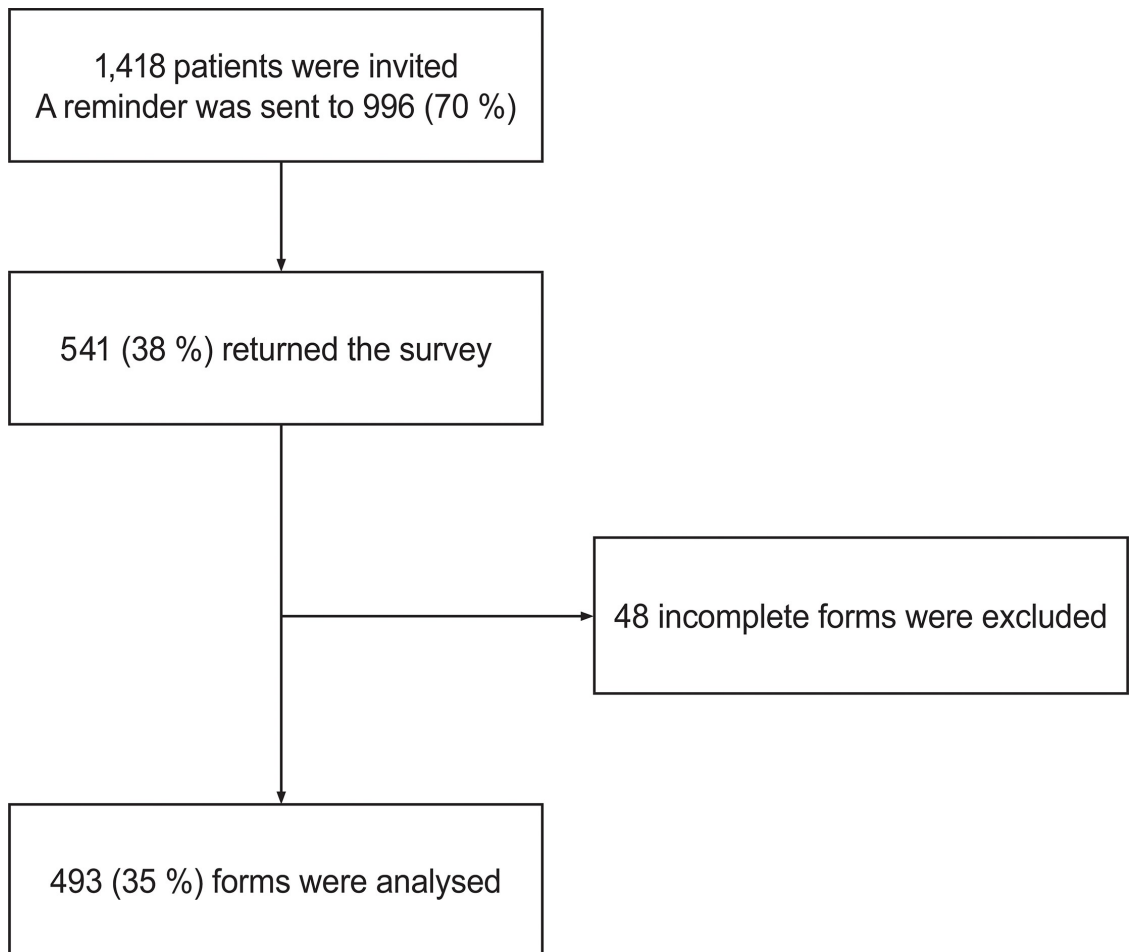 1,418 patients were invited
A reminder was sent to 996 (70 %)
541 (38 %) returned the survey
48 incomplete forms were excluded
493 (35 %) forms were analysed